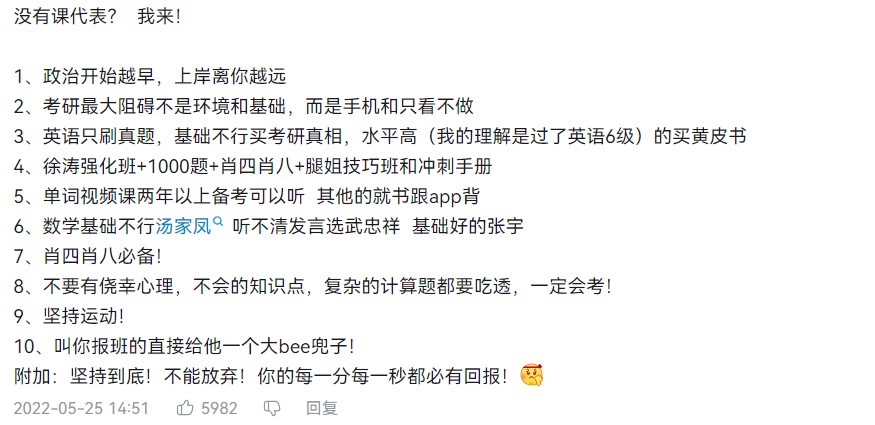 没有课代表？ 我来！
1、政治开始越早，上岸离你越远
2、考研最大阻碍不是环境和基础，而是手机和只看不做
3、英语只刷真题，基础不行买考研真相，水平高（我的理解是过了英语6级）的买黄皮书
4、徐涛强化班+1000题+肖四肖八+腿姐技巧班和冲刺手册
5、单词视频课两年以上备考可以听 其他的就书跟app背
6、数学基础不行汤家凤 听不清发言选武忠祥 基础好的张宇
7、肖四肖八必备！
8、不要有侥幸心理，不会的知识点，复杂的计算题都要吃透，一定会考！
9、坚持运动！
10、叫你报班的直接给他一个大bee兜子！
附加：坚持到底！不能放弃！你的每一分每一秒都必有回报！
2022-05-25 14:51 5982 回复